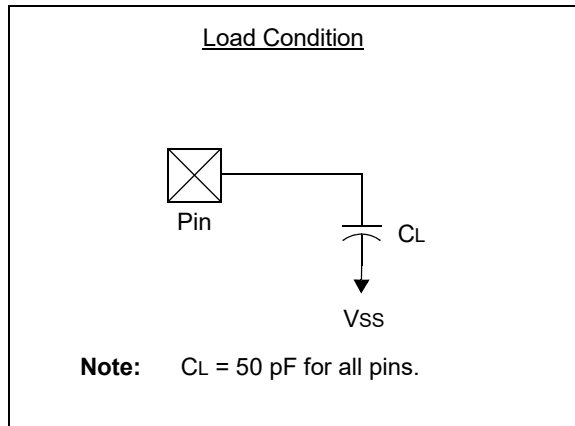 Load Condition
Pin
CL
VSS
Note: CL = 50 pF for all pins.